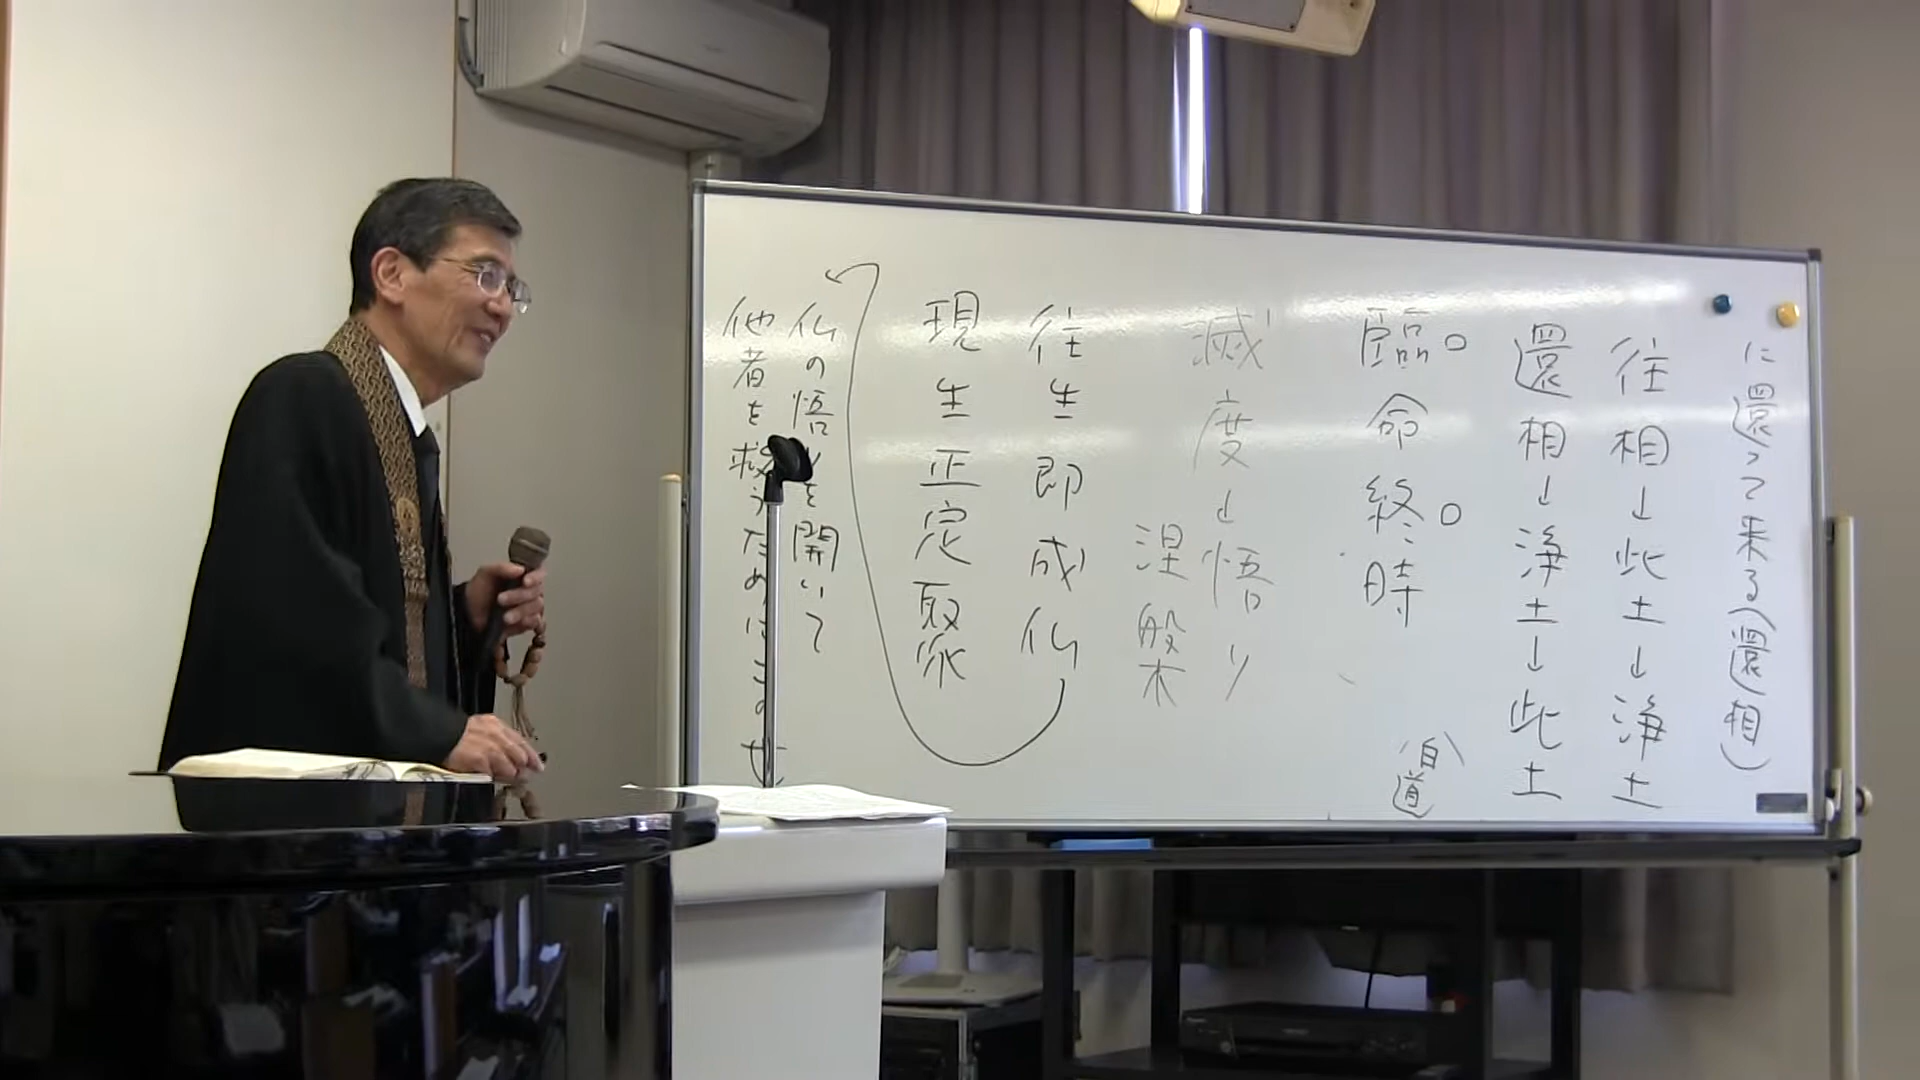 に還って来る(還相)
往相→此土→浄土
還相→浄土→此土
臨命終時
(自道)
滅度→悟り
涅槃
往生即成仏
現生正定聚
仏の悟りを開いて
他者を救うためにこの世